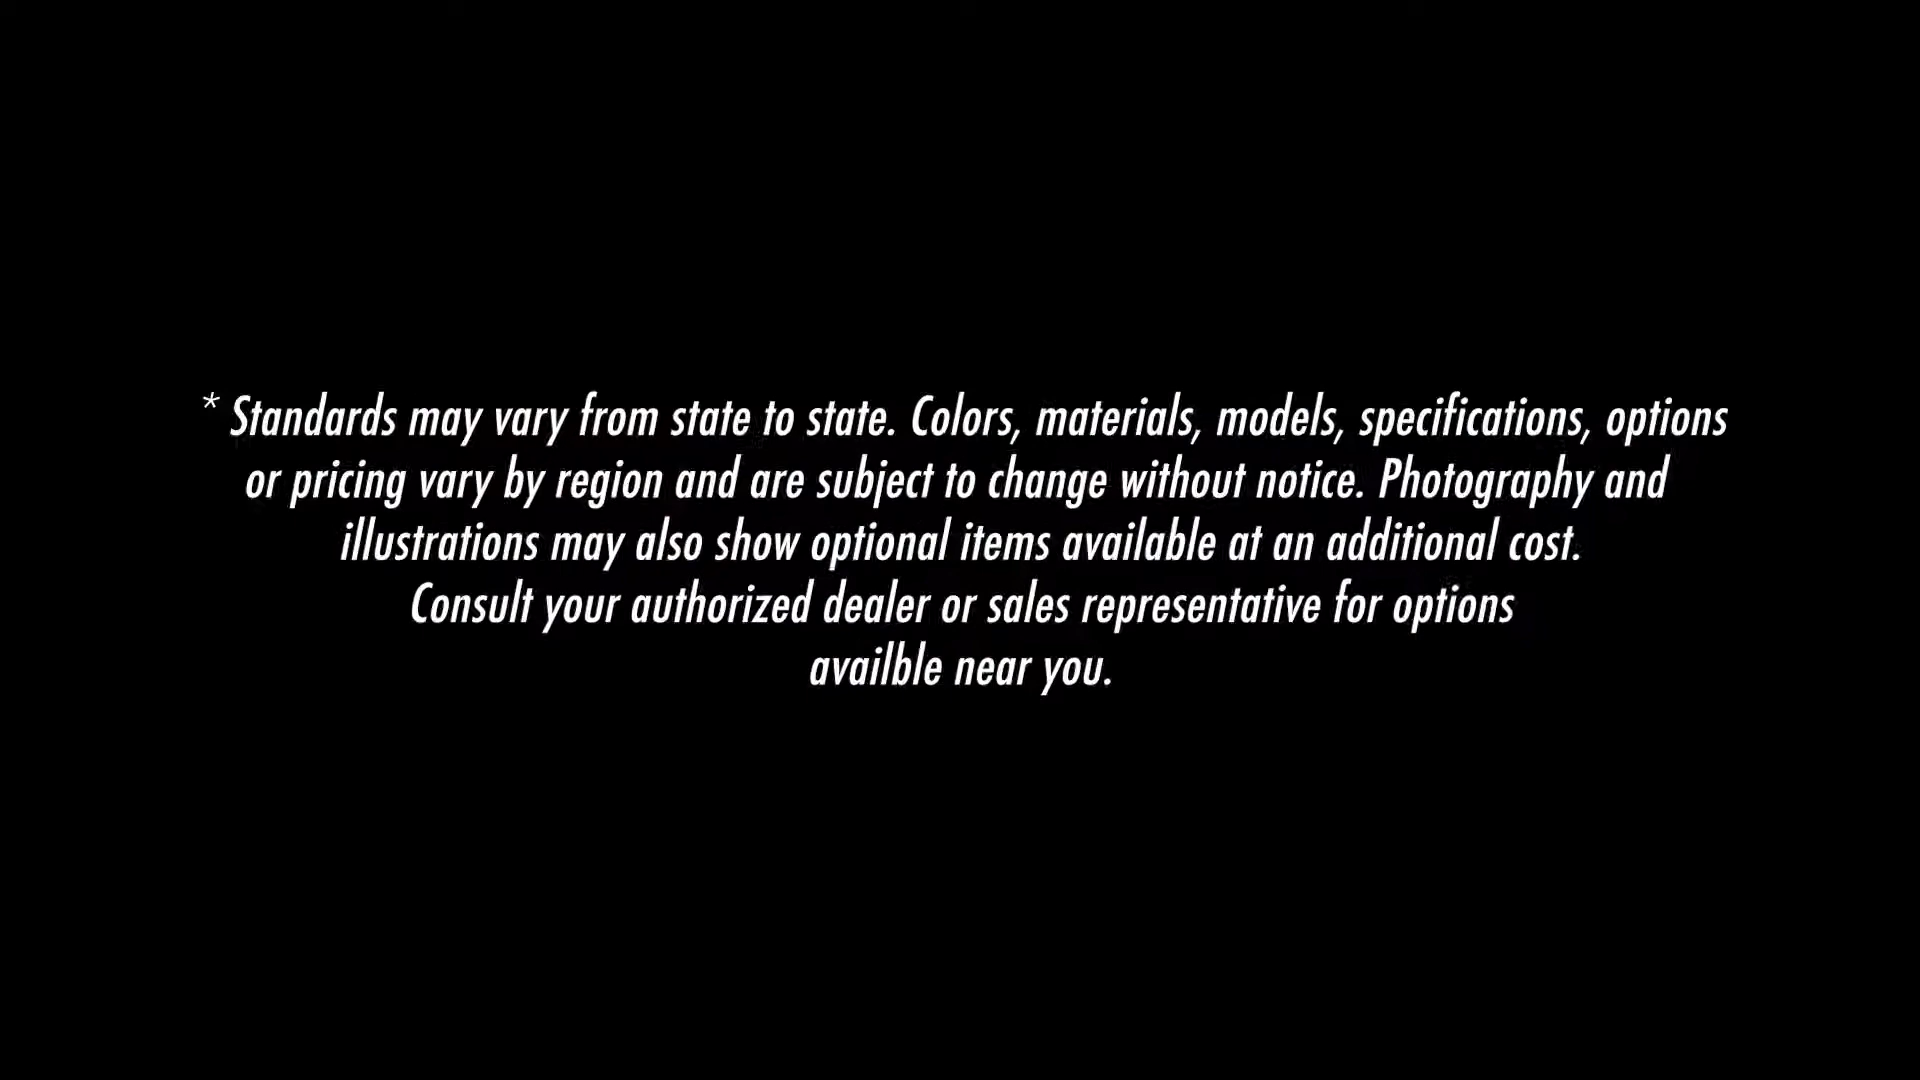 * Standards may vary from state to state. Colors, materials, models, specifications, options
or pricing vary by region and are subject to change without notice. Photography and
illustrations may also show optional items available at an additional cost.
Consult your authorized dealer or sales representative for options
availble near you.